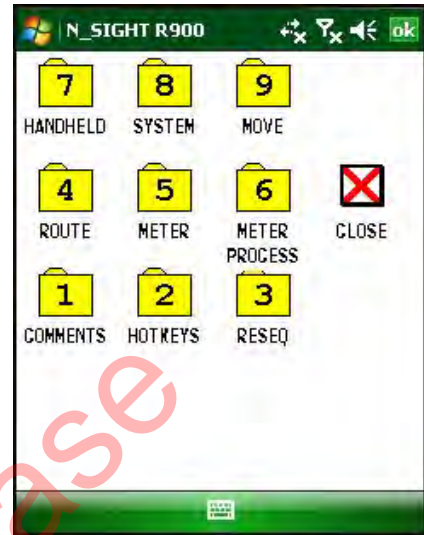 N_SIGHT R900 ok
7 8 9
HANDHELD SYSTEM MOVE
4 5 6
ROUTE METER METER PROCESS CLOSE
1 2 3
COMMENTS HOTKEYS RESEQ
ase